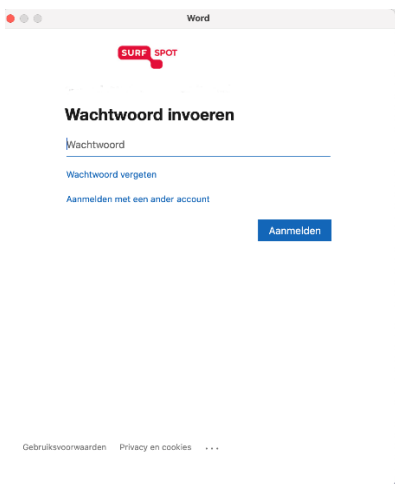 Word
SURF SPOT
Wachtwoord invoeren
Wachtwoord
Wachtwoord vergeten
Aanmelden met een ander account
Aanmelden
Gebruiksvoorwaarden Privacy en cookies ...